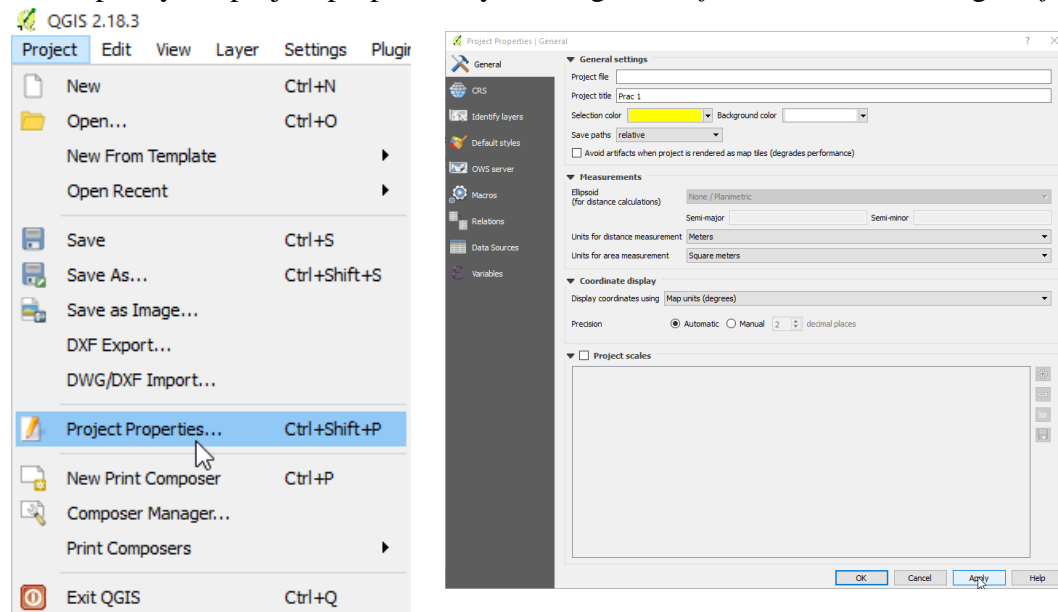 QGIS 2.18.3
Project Edit View Layer Settings Plugin
New Ctrl+N
Open... Ctrl+O
New From Template
Open Recent
Save Ctrl+S
Save As... Ctrl+Shift+S
Save as Image...
DXF Export...
DWG/DXF Import...
Project Properties... Ctrl+Shift+P
New Print Composer Ctrl+P
Composer Manager...
Print Composers
Exit QGIS Ctrl+Q
Project Properties | General
General
CRS
Identify layers
Default styles
OWS server
Macros
Relations
Data Sources
Variables
General settings
Project file
Project title Prac 1
Selection color Background color
Save paths relative
Avoid artifacts when project is rendered as map tiles (degrades performance)
Measurements
Ellipsoid
(for distance calculations) None / Planimetric
Semi-major Semi-minor
Units for distance measurement Meters
Units for area measurement Square meters
Coordinate display
Display coordinates using Map units (degrees)
Precision Automatic Manual 2 decimal places
Project scales
OK Cancel Apply Help